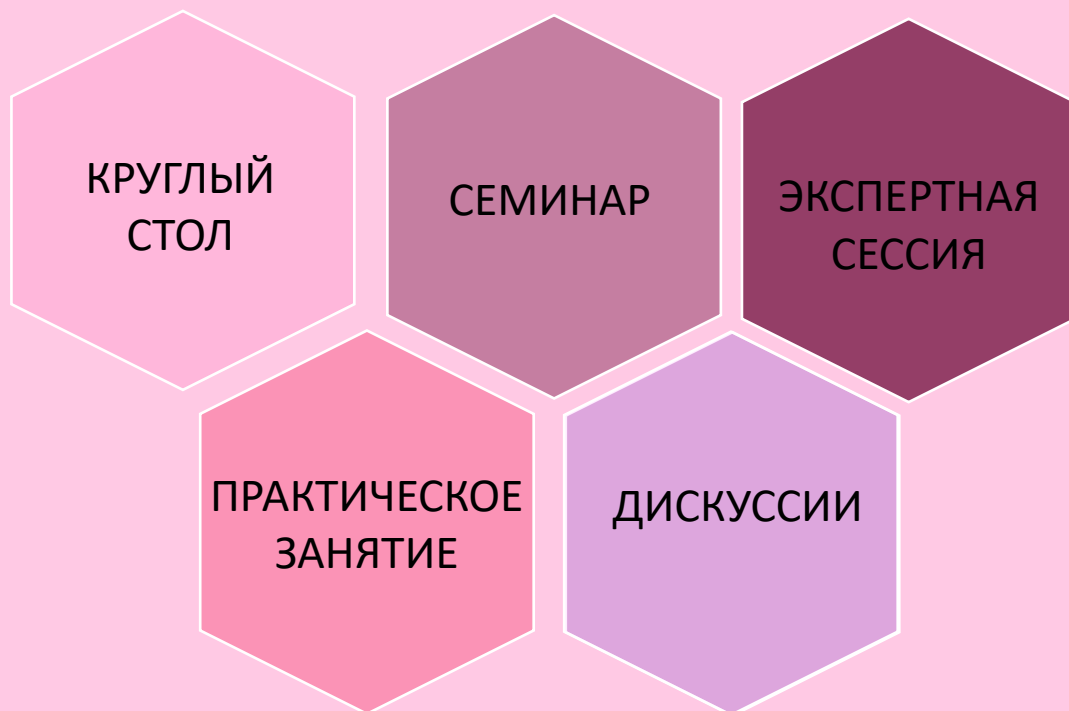 КРУГЛЫЙ
СТОЛ
СЕМИНАР
ЭКСПЕРТНАЯ
СЕССИЯ
ПРАКТИЧЕСКОЕ
ЗАНЯТИЕ
ДИСКУССИИ